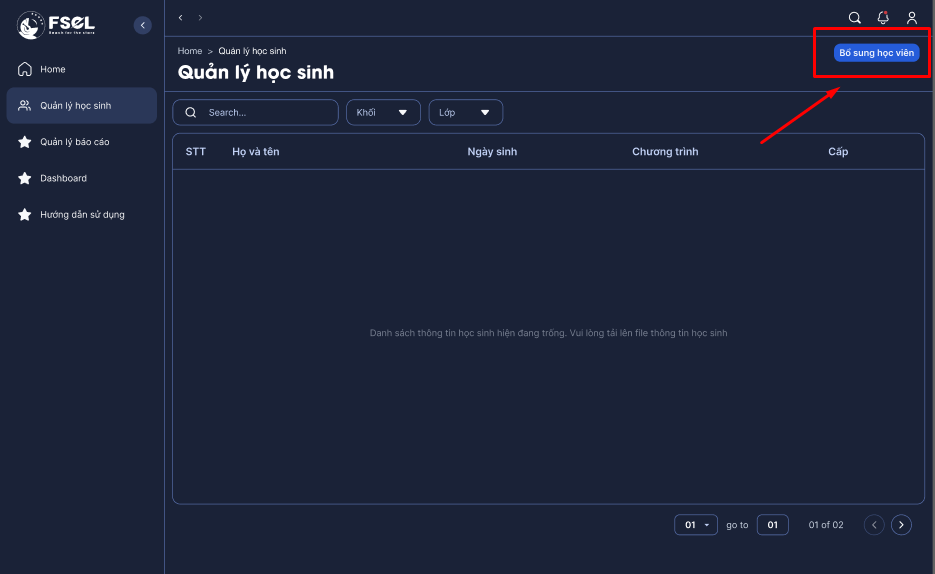 FSEL
Reach for the stars
Home
Quản lý học sinh
Quản lý báo cáo
Dashboard
Hướng dẫn sử dụng
Home > Quản lý học sinh
Quản lý học sinh
Bổ sung học viên
Search...
Khối
Lớp
STT Họ và tên Ngày sinh Chương trình Cấp
Danh sách thông tin học sinh hiện đang trống. Vui lòng tải lên file thông tin học sinh
01 go to 01 01 of 02